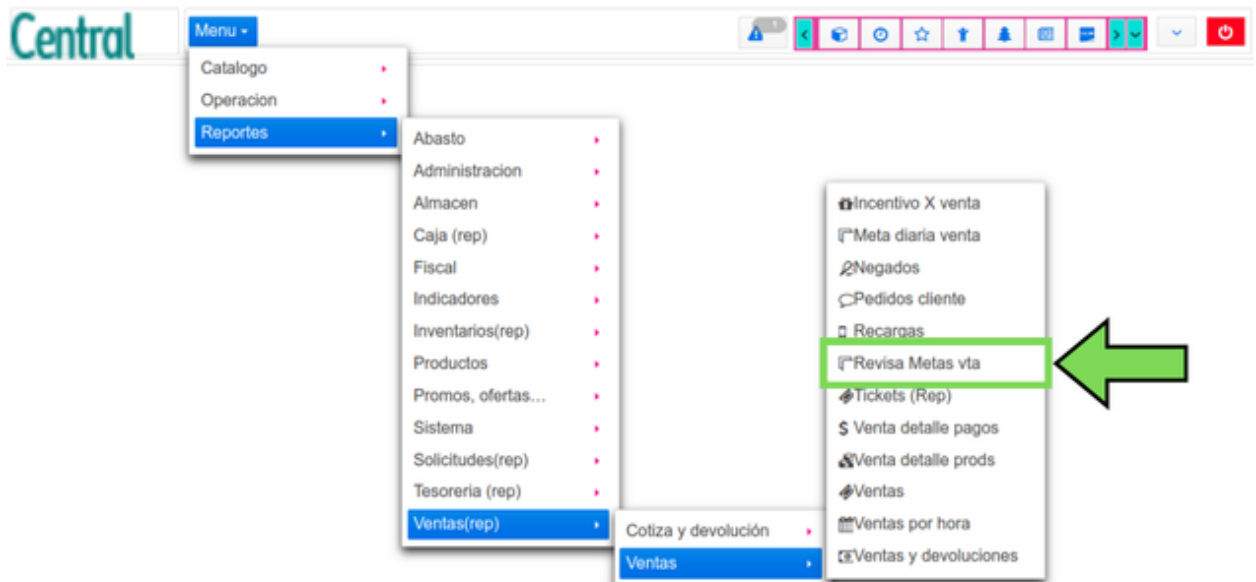 Central
Menu
1
Catalogo
Operacion
Reportes
Abasto
Administracion
Almacen
Caja (rep)
Fiscal
Indicadores
Inventarios(rep)
Productos
Promos, ofertas...
Sistema
Solicitudes(rep)
Tesoreria (rep)
Ventas(rep)
Cotiza y devolución
Ventas
Incentivo X venta
Meta diaria venta
Negados
Pedidos cliente
Recargas
Revisa Metas vta
Tickets (Rep)
$ Venta detalle pagos
Venta detalle prods
Ventas
Ventas por hora
Ventas y devoluciones